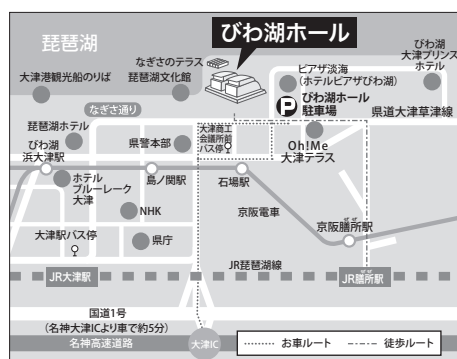 琵琶湖
びわ湖ホール
なぎさのテラス
琵琶湖文化館
大津港観光船のりば
ピアザ淡海
(ホテルピアザびわ湖)
びわ湖
大津プリンス
ホテル
P
びわ湖ホール
駐車場
県道大津草津線
なぎさ通り
琵琶湖ホテル
県警本部
大津商工
会議所前
バス停
Oh!Me
大津テラス
びわ湖
浜大津駅
ホテル
ブルーレーク
大津
島ノ関駅
石場駅
京阪電車
ぜぜ
京阪膳所駅
NHK
大津駅バス停
県庁
JR琵琶湖線
JR大津駅
ぜぜ
JR膳所駅
国道1号
(名神大津ICより車で約5分)
名神高速道路
大津IC
お車ルート
徒歩ルート